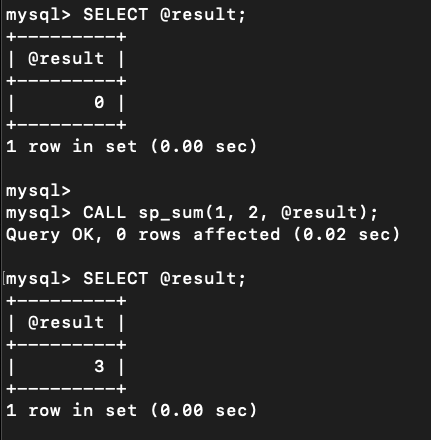 mysql> SELECT @result;
+---------+
| @result |
+---------+
|       0 |
+---------+
1 row in set (0.00 sec)
mysql>
mysql> CALL sp_sum(1, 2, @result);
Query OK, 0 rows affected (0.02 sec)
mysql> SELECT @result;
+---------+
| @result |
+---------+
|       3 |
+---------+
1 row in set (0.00 sec)